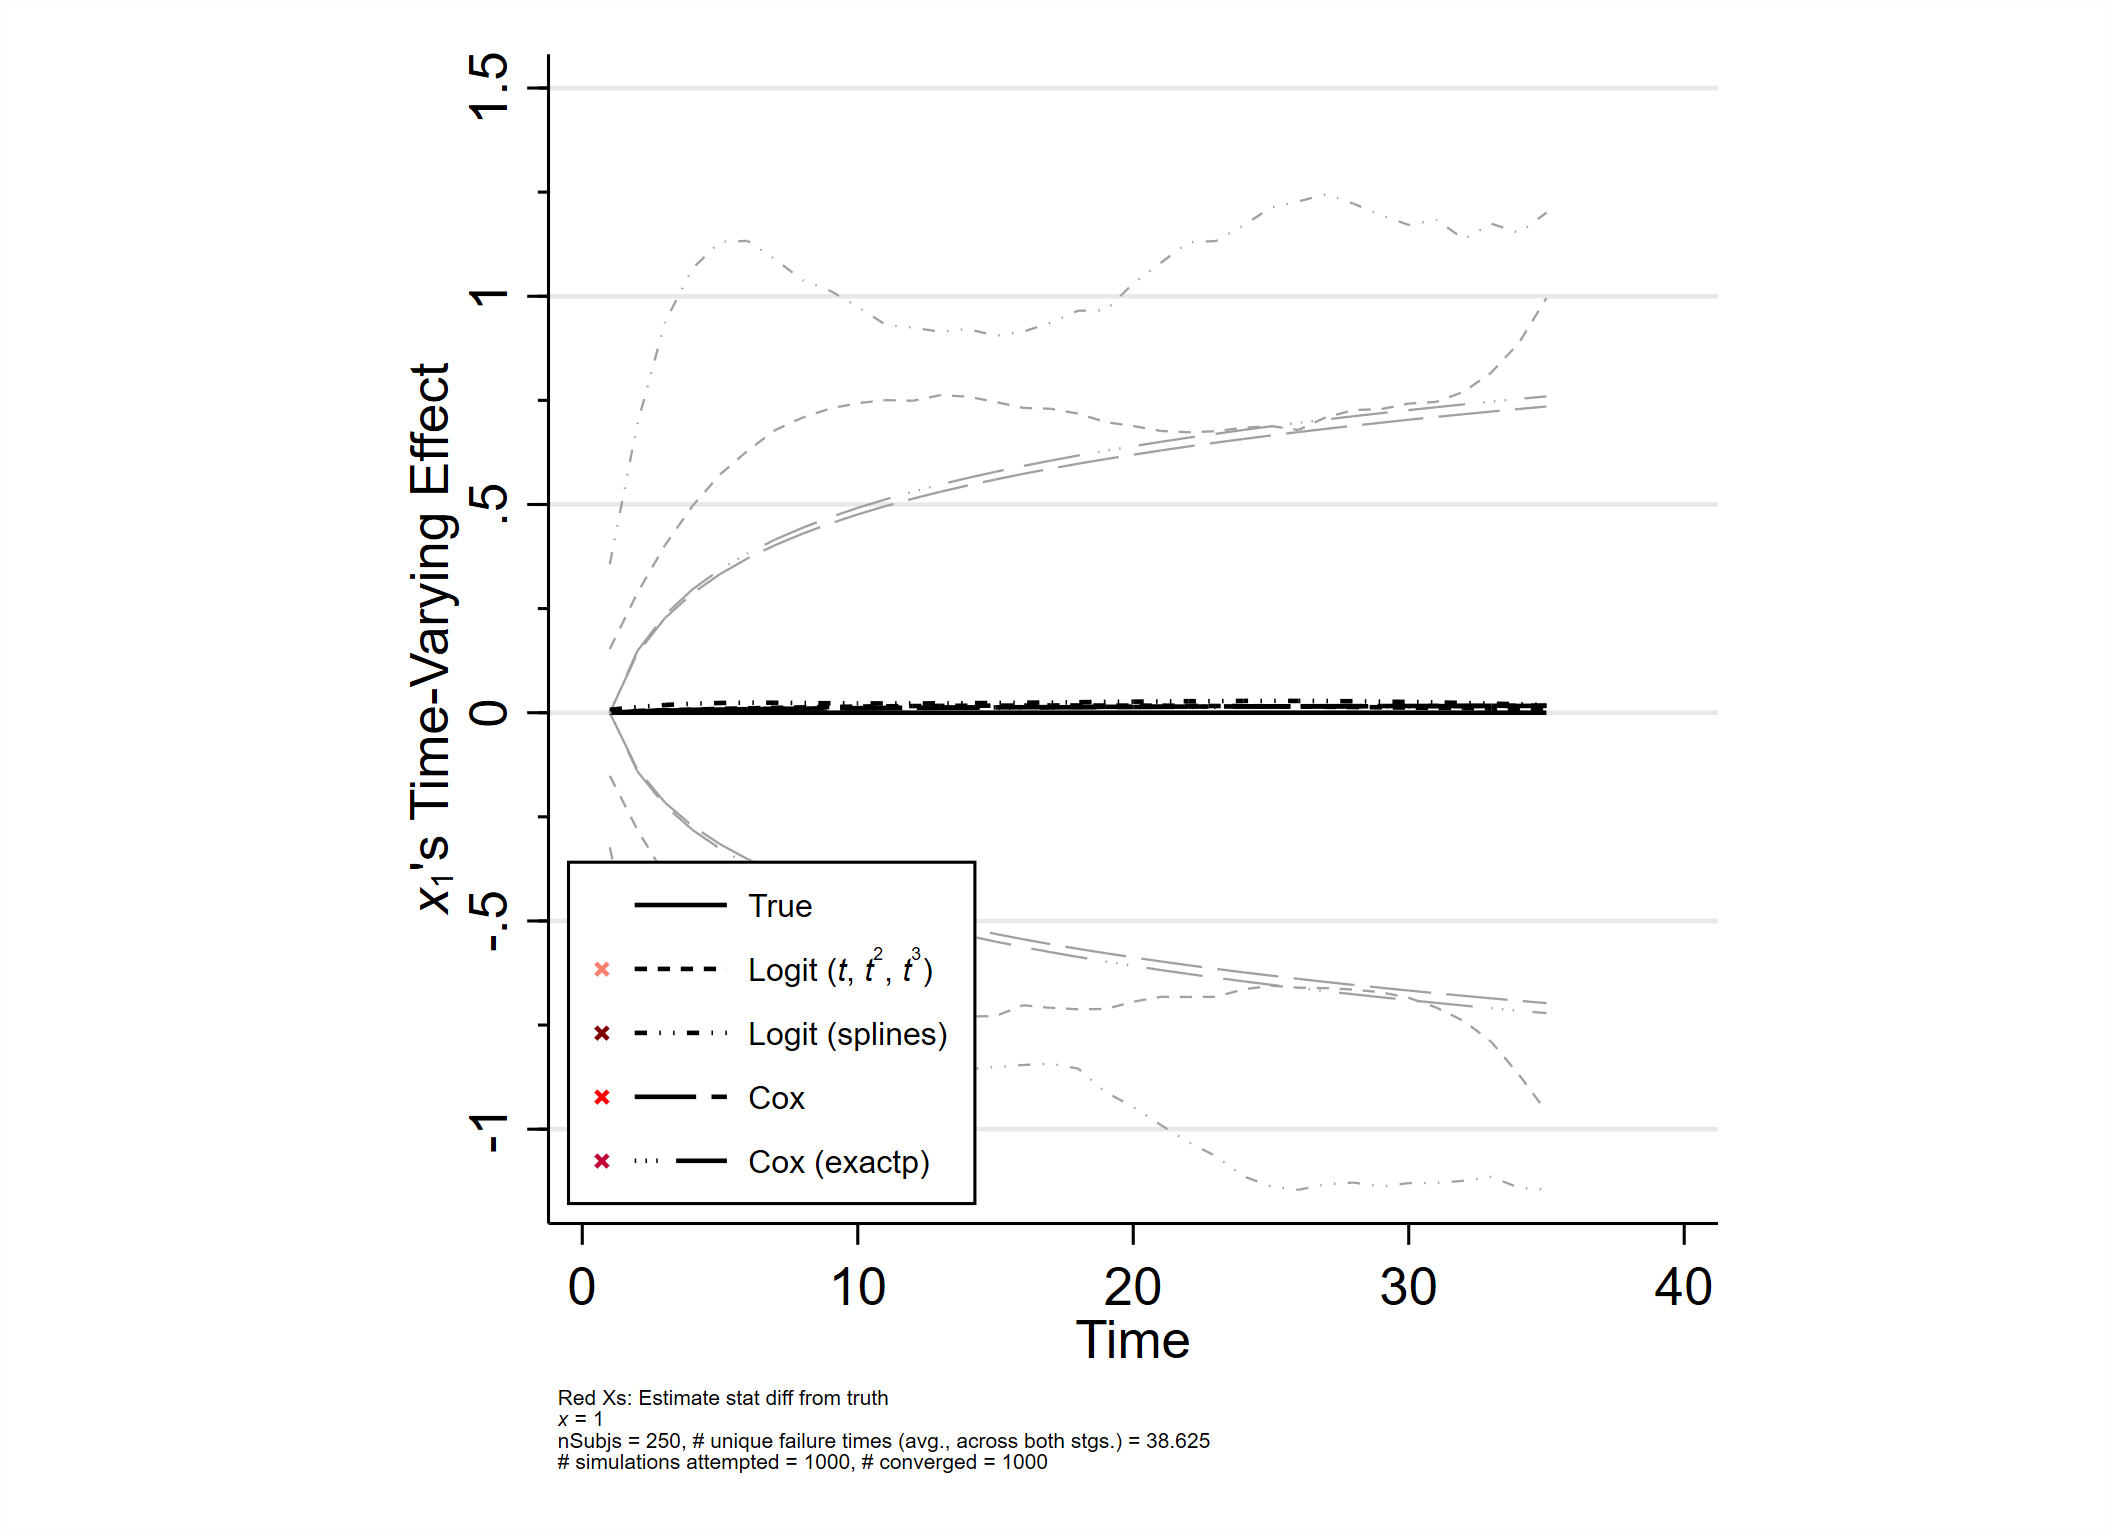 x₁'s Time-Varying Effect
1.5
1
.5
0
-.5
-1
True
Logit (t, t², t³)
Logit (splines)
Cox
Cox (exactp)
0 10 20 30 40
Time
Red Xs: Estimate stat diff from truth
x = 1
nSubjs = 250, # unique failure times (avg., across both stgs.) = 38.625
# simulations attempted = 1000, # converged = 1000